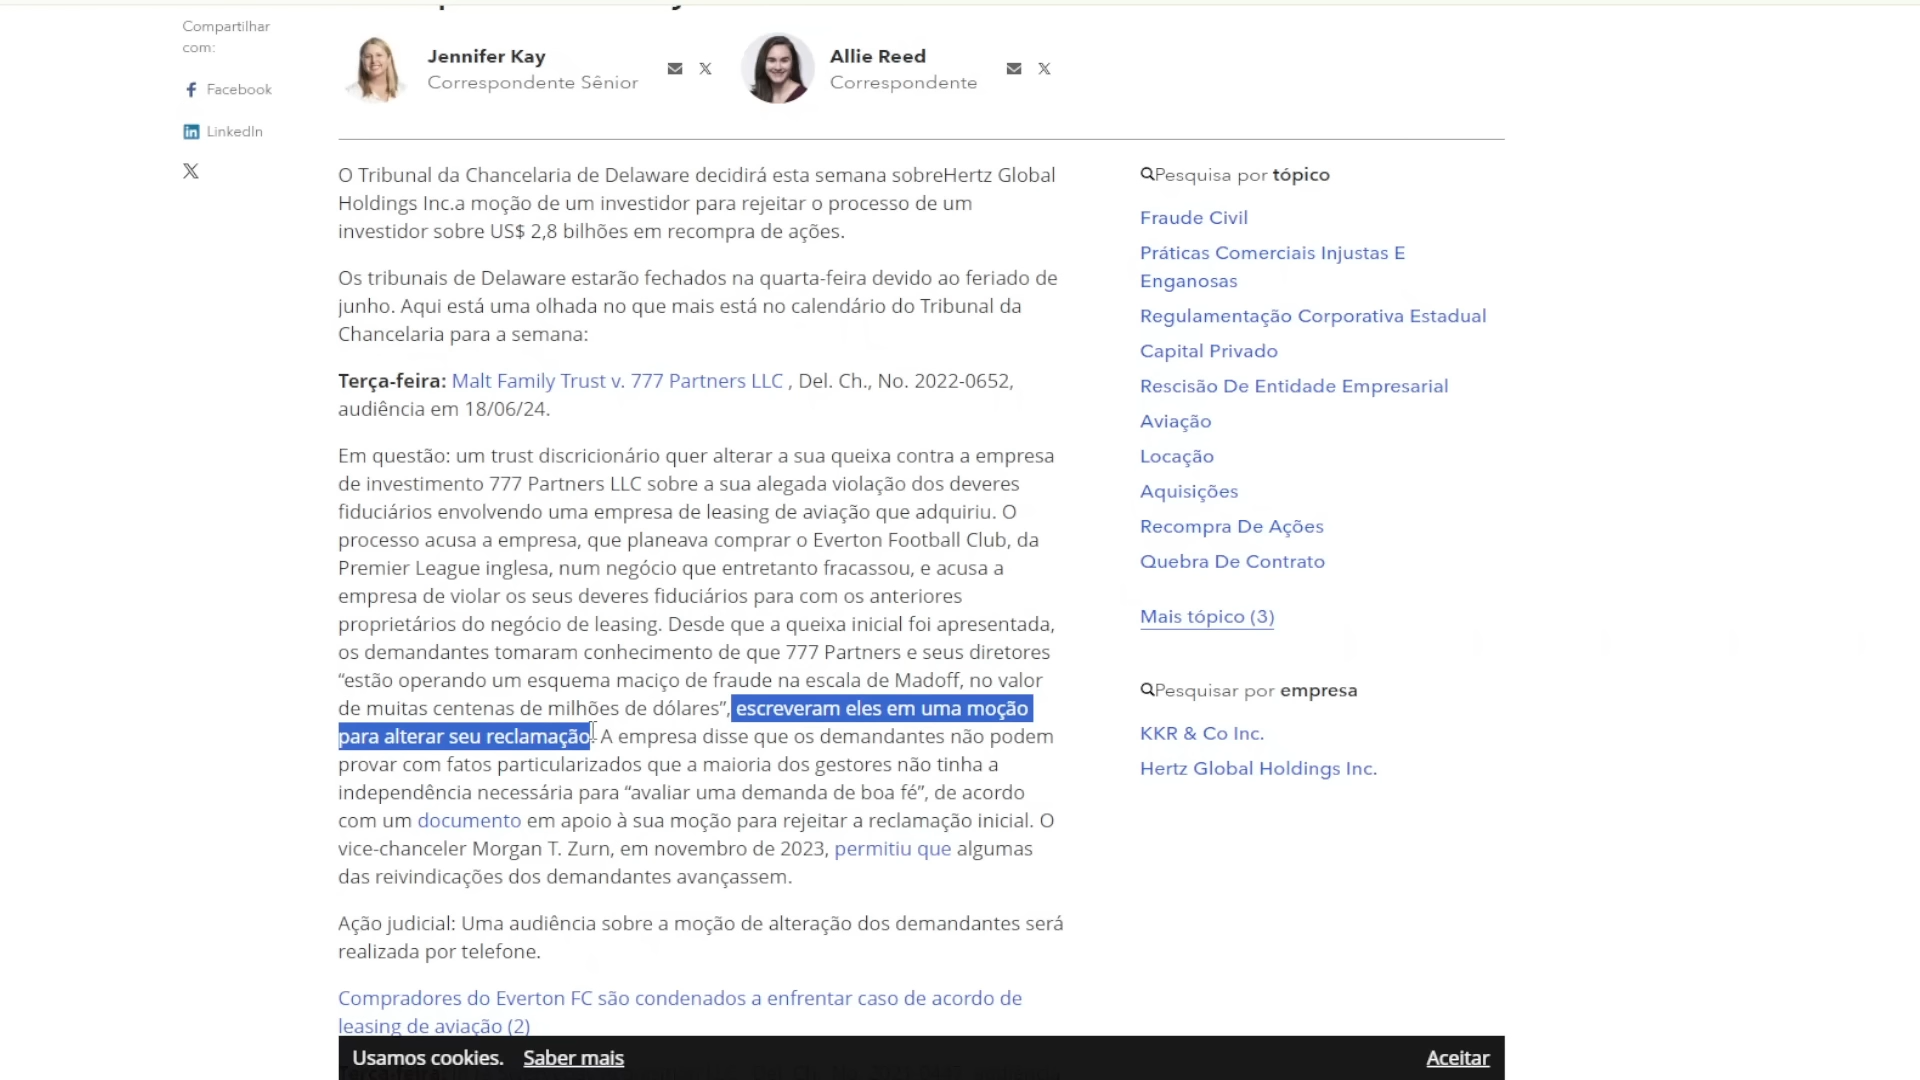 Compartilhar
com:
Facebook
LinkedIn
Jennifer Kay
Correspondente Sênior
Allie Reed
Correspondente
O Tribunal da Chancelaria de Delaware decidirá esta semana sobreHertz Global
Holdings Inc.a moção de um investidor para rejeitar o processo de um
investidor sobre US$ 2,8 bilhões em recompra de ações.
Os tribunais de Delaware estarão fechados na quarta-feira devido ao feriado de
junho. Aqui está uma olhada no que mais está no calendário do Tribunal da
Chancelaria para a semana:
Terça-feira: Malt Family Trust v. 777 Partners LLC , Del. Ch., No. 2022-0652,
audiência em 18/06/24.
Em questão: um trust discricionário quer alterar a sua queixa contra a empresa
de investimento 777 Partners LLC sobre a sua alegada violação dos deveres
fiduciários envolvendo uma empresa de leasing de aviação que adquiriu. O
processo acusa a empresa, que planeava comprar o Everton Football Club, da
Premier League inglesa, num negócio que entretanto fracassou, e acusa a
empresa de violar os seus deveres fiduciários para com os anteriores
proprietários do negócio de leasing. Desde que a queixa inicial foi apresentada,
os demandantes tomaram conhecimento de que 777 Partners e seus diretores
“estão operando um esquema maciço de fraude na escala de Madoff, no valor
de muitas centenas de milhões de dólares”, escreveram eles em uma moção
para alterar seu reclamação. A empresa disse que os demandantes não podem
provar com fatos particularizados que a maioria dos gestores não tinha a
independência necessária para “avaliar uma demanda de boa fé”, de acordo
com um documento em apoio à sua moção para rejeitar a reclamação inicial. O
vice-chanceler Morgan T. Zurn, em novembro de 2023, permitiu que algumas
das reivindicações dos demandantes avançassem.
Ação judicial: Uma audiência sobre a moção de alteração dos demandantes será
realizada por telefone.
Compradores do Everton FC são condenados a enfrentar caso de acordo de
leasing de aviação (2)
Pesquisa por tópico
Fraude Civil
Práticas Comerciais Injustas E
Enganosas
Regulamentação Corporativa Estadual
Capital Privado
Rescisão De Entidade Empresarial
Aviação
Locação
Aquisições
Recompra De Ações
Quebra De Contrato
Mais tópico (3)
Pesquisar por empresa
KKR & Co Inc.
Hertz Global Holdings Inc.
Usamos cookies. Saber mais
Aceitar